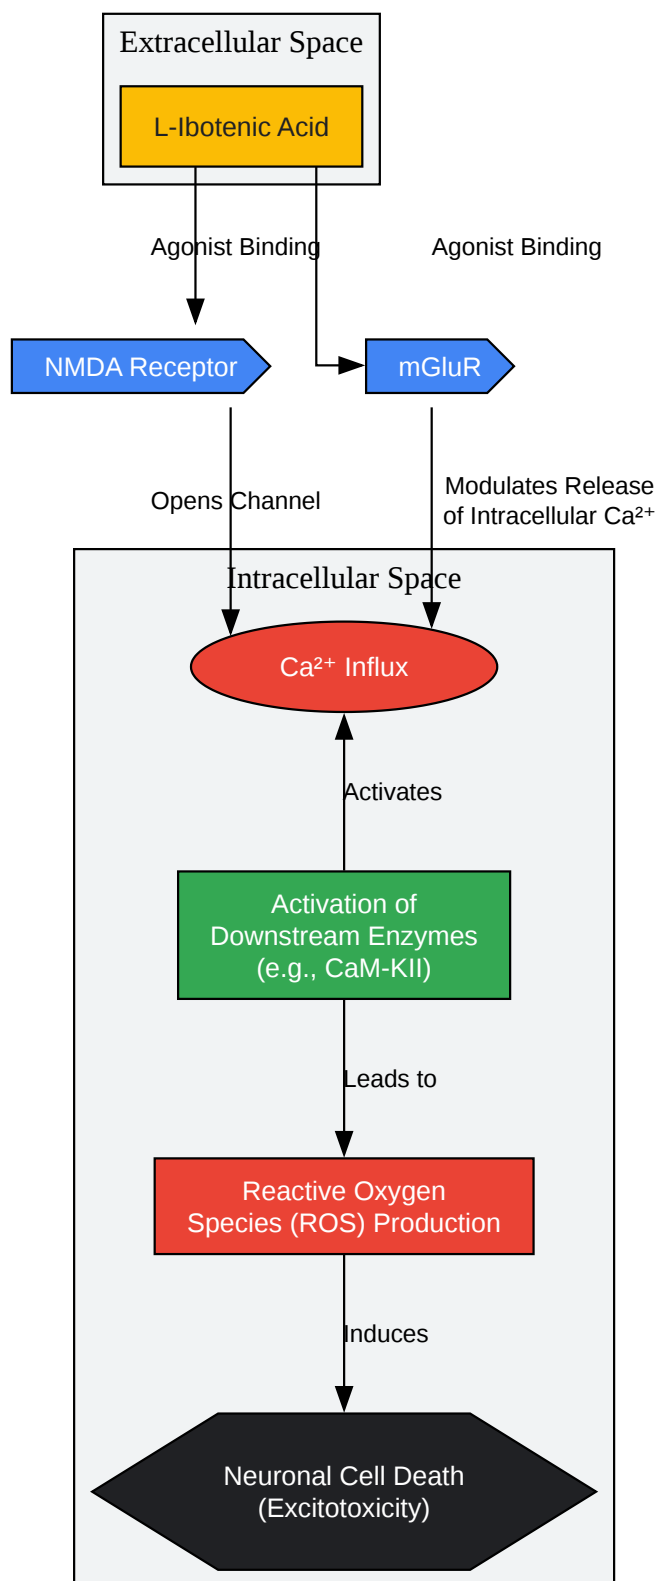 Extracellular Space
L-Ibotenic Acid
Agonist Binding
Agonist Binding
NMDA Receptor
mGluR
Opens Channel
Modulates Release
of Intracellular Ca²⁺
Intracellular Space
Ca²⁺ Influx
Activates
Activation of
Downstream Enzymes
(e.g., CaM-KII)
Leads to
Reactive Oxygen
Species (ROS) Production
Induces
Neuronal Cell Death
(Excitotoxicity)